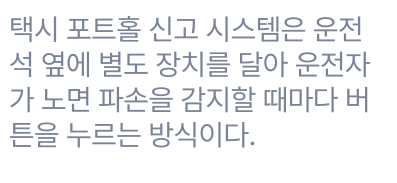 택시 포트홀 신고 시스템은 운전
석 옆에 별도 장치를 달아 운전자
가 노면 파손을 감지할 때마다 버
튼을 누르는 방식이다.